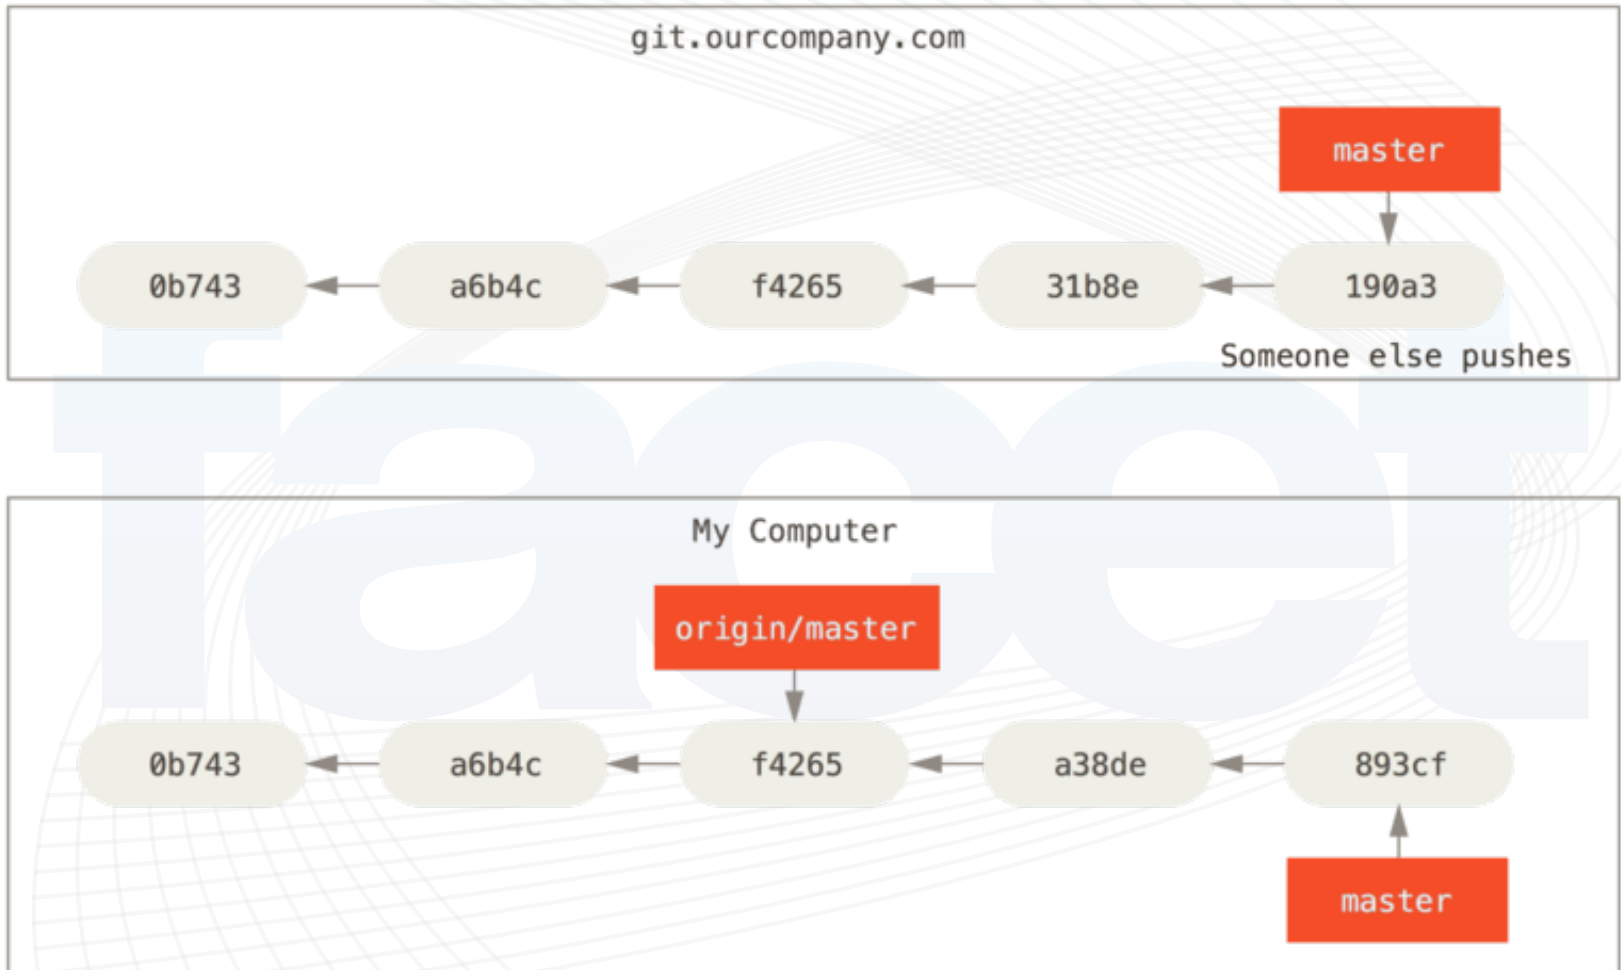 git.ourcompany.com
master
0b743 a6b4c f4265 31b8e 190a3
Someone else pushes
facet
My Computer
origin/master
0b743 a6b4c f4265 a38de 893cf
master